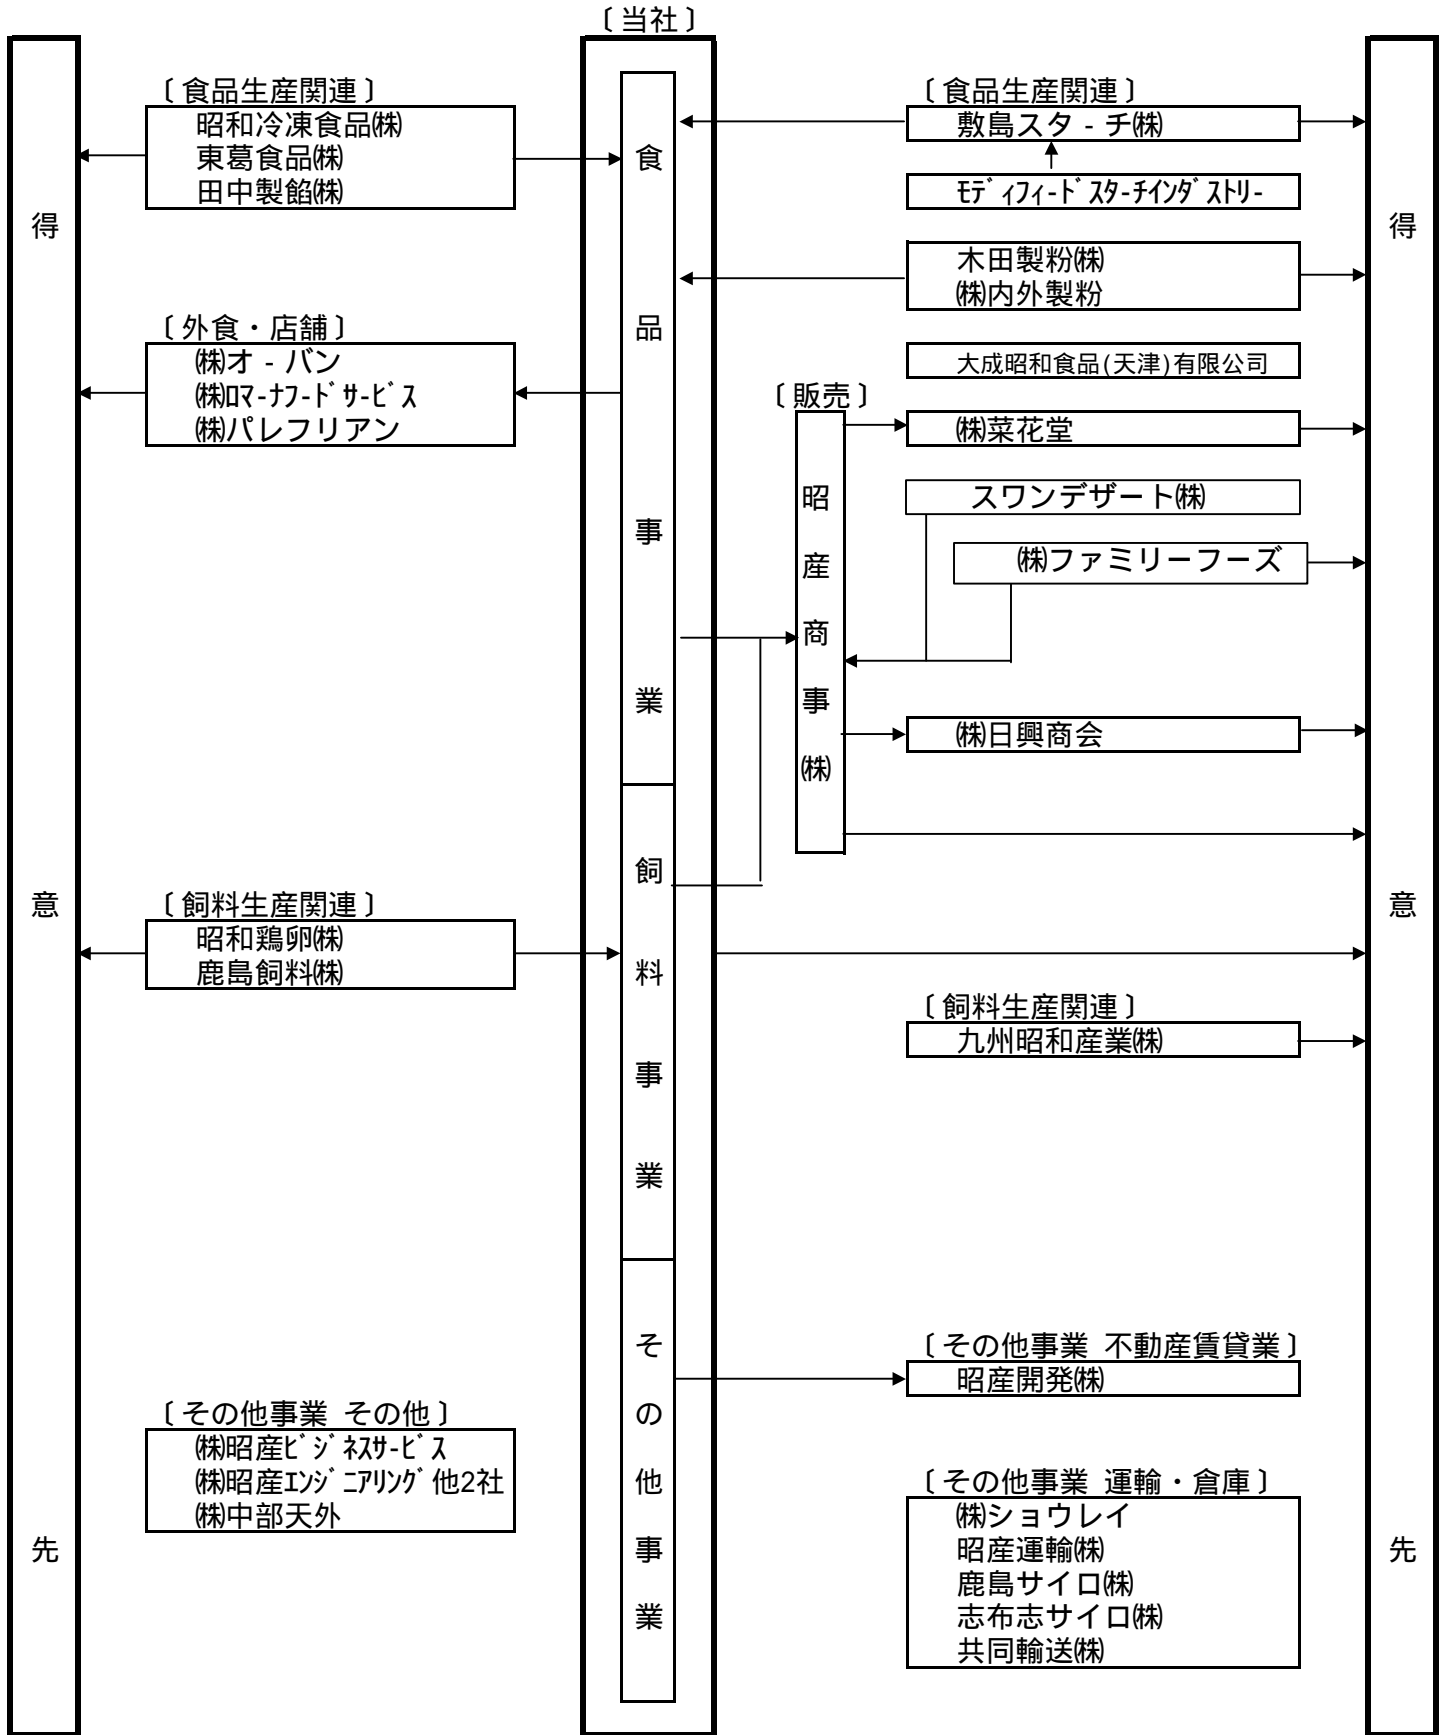 〔当社〕
得意先
〔食品生産関連〕
昭和冷凍食品㈱
東葛食品㈱
田中製餡㈱
〔外食・店舗〕
㈱オ-バン
㈱ﾛﾏ-ﾅﾌ-ﾄﾞｻ-ﾋﾞｽ
㈱パレフリアン
〔飼料生産関連〕
昭和鶏卵㈱
鹿島飼料㈱
〔その他事業 その他〕
㈱昭産ﾋﾞｼﾞﾈｽｻ-ﾋﾞｽ
㈱昭産ｴﾝｼﾞﾆｱﾘﾝｸﾞ他2社
㈱中部天外
食品事業
飼料事業
その他事業
〔販売〕
昭産商事㈱
〔食品生産関連〕
敷島スタ-チ㈱
ﾓﾃﾞｨﾌｨ-ﾄﾞｽﾀ-ﾁｲﾝﾀﾞｽﾄﾘ-
木田製粉㈱
㈱内外製粉
大成昭和食品(天津)有限公司
㈱菜花堂
スワンデザート㈱
㈱ファミリーフーズ
㈱日興商会
〔飼料生産関連〕
九州昭和産業㈱
〔その他事業 不動産賃貸業〕
昭産開発㈱
〔その他事業 運輸・倉庫〕
㈱ショウレイ
昭産運輸㈱
鹿島サイロ㈱
志布志サイロ㈱
共同輸送㈱
得意先